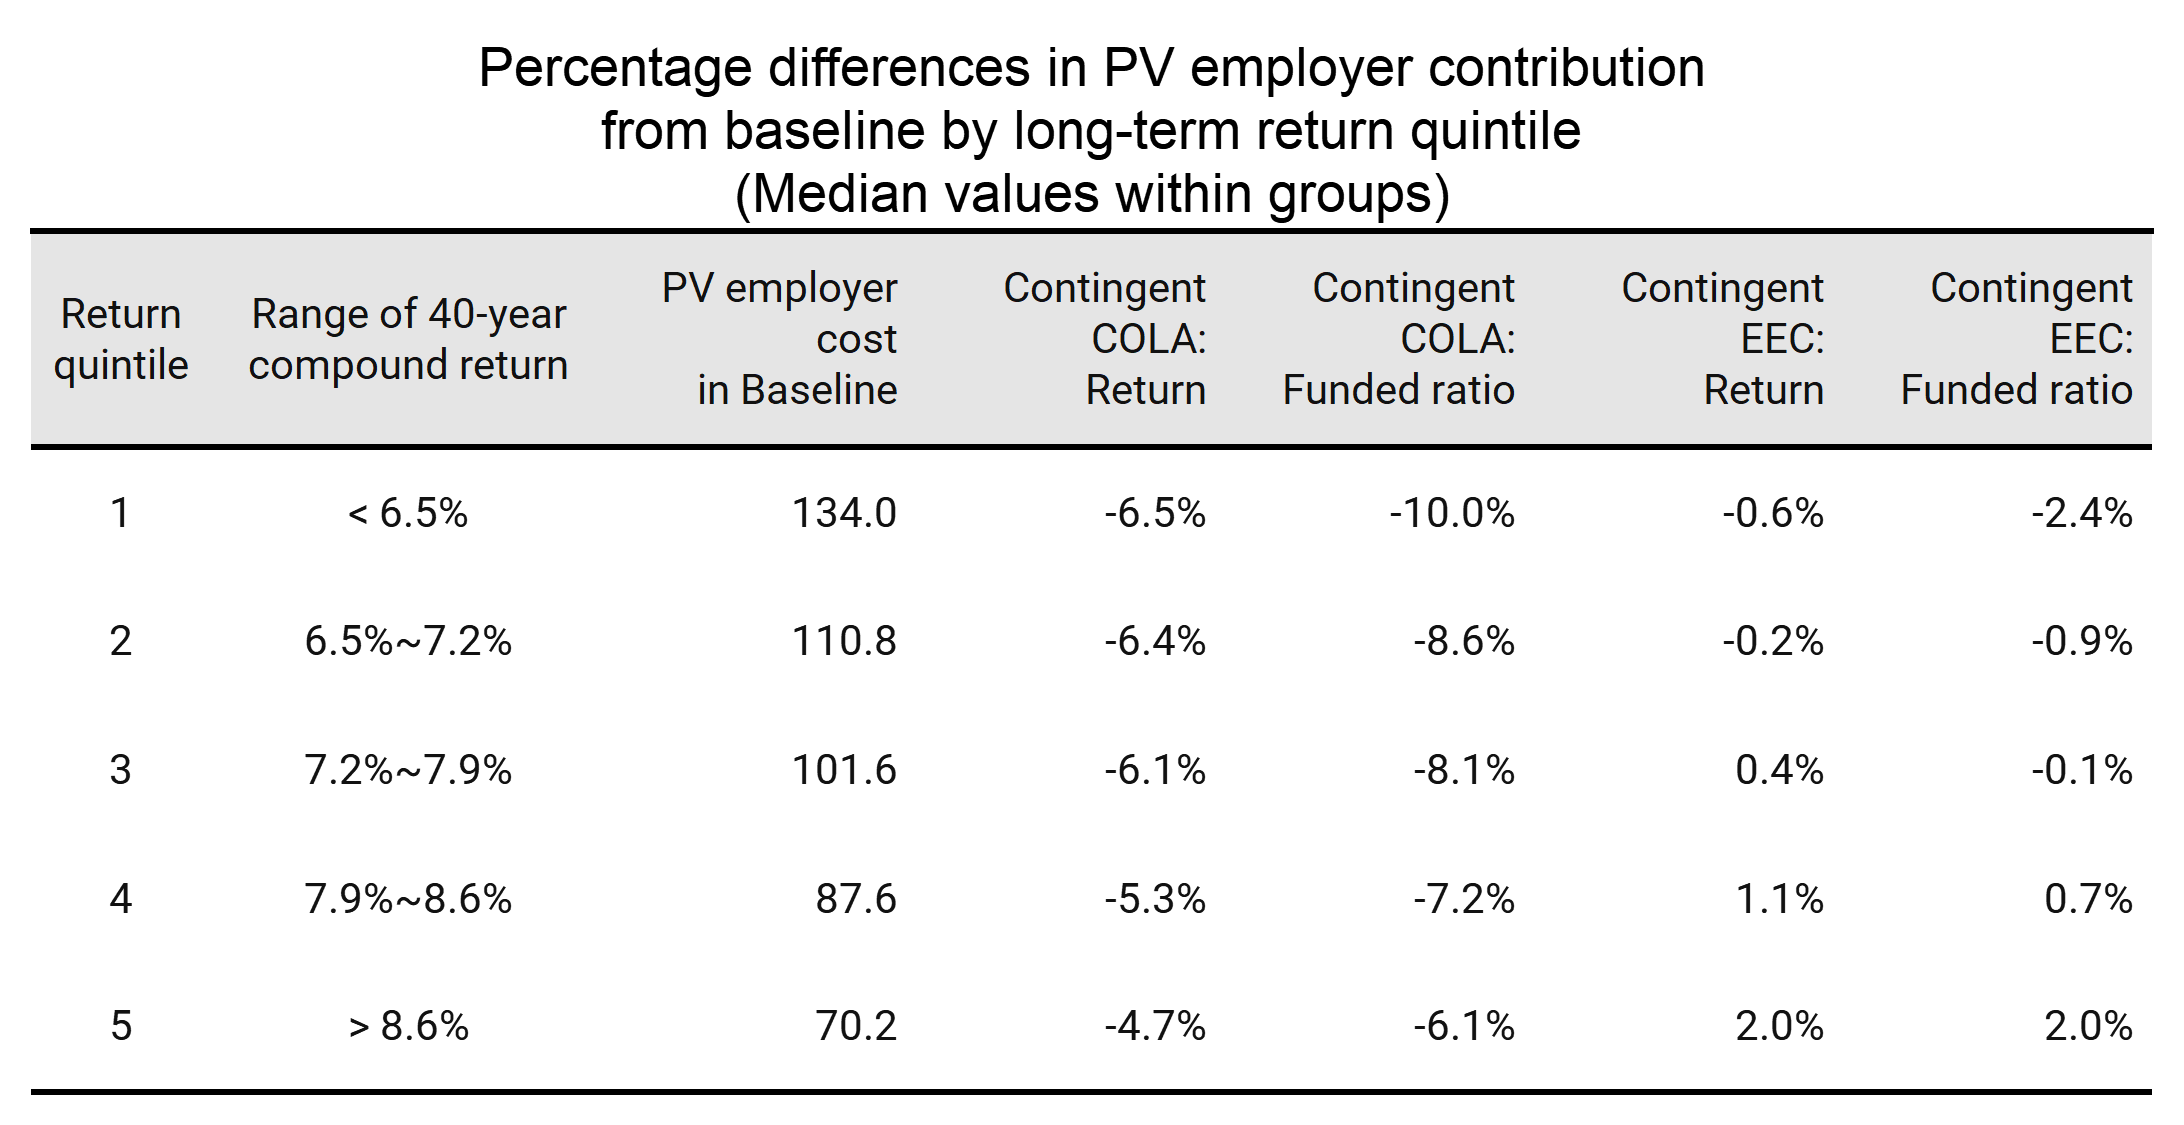 Percentage differences in PV employer contribution
from baseline by long-term return quintile
(Median values within groups)
Return quintile
Range of 40-year compound return
PV employer cost in Baseline
Contingent COLA: Return
Contingent COLA: Funded ratio
Contingent EEC: Return
Contingent EEC: Funded ratio
1 < 6.5% 134.0 -6.5% -10.0% -0.6% -2.4%
2 6.5%~7.2% 110.8 -6.4% -8.6% -0.2% -0.9%
3 7.2%~7.9% 101.6 -6.1% -8.1% 0.4% -0.1%
4 7.9%~8.6% 87.6 -5.3% -7.2% 1.1% 0.7%
5 > 8.6% 70.2 -4.7% -6.1% 2.0% 2.0%